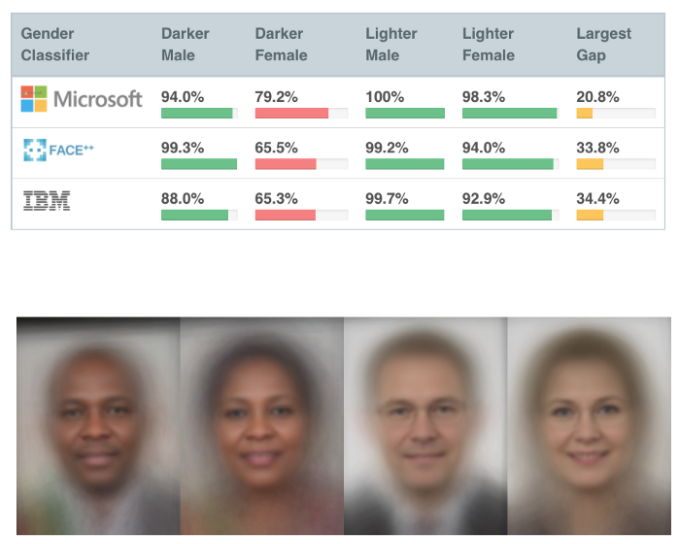 Gender Classifier Darker Male Darker Female Lighter Male Lighter Female Largest Gap
Microsoft 94.0% 79.2% 100% 98.3% 20.8%
FACE++ 99.3% 65.5% 99.2% 94.0% 33.8%
IBM 88.0% 65.3% 99.7% 92.9% 34.4%